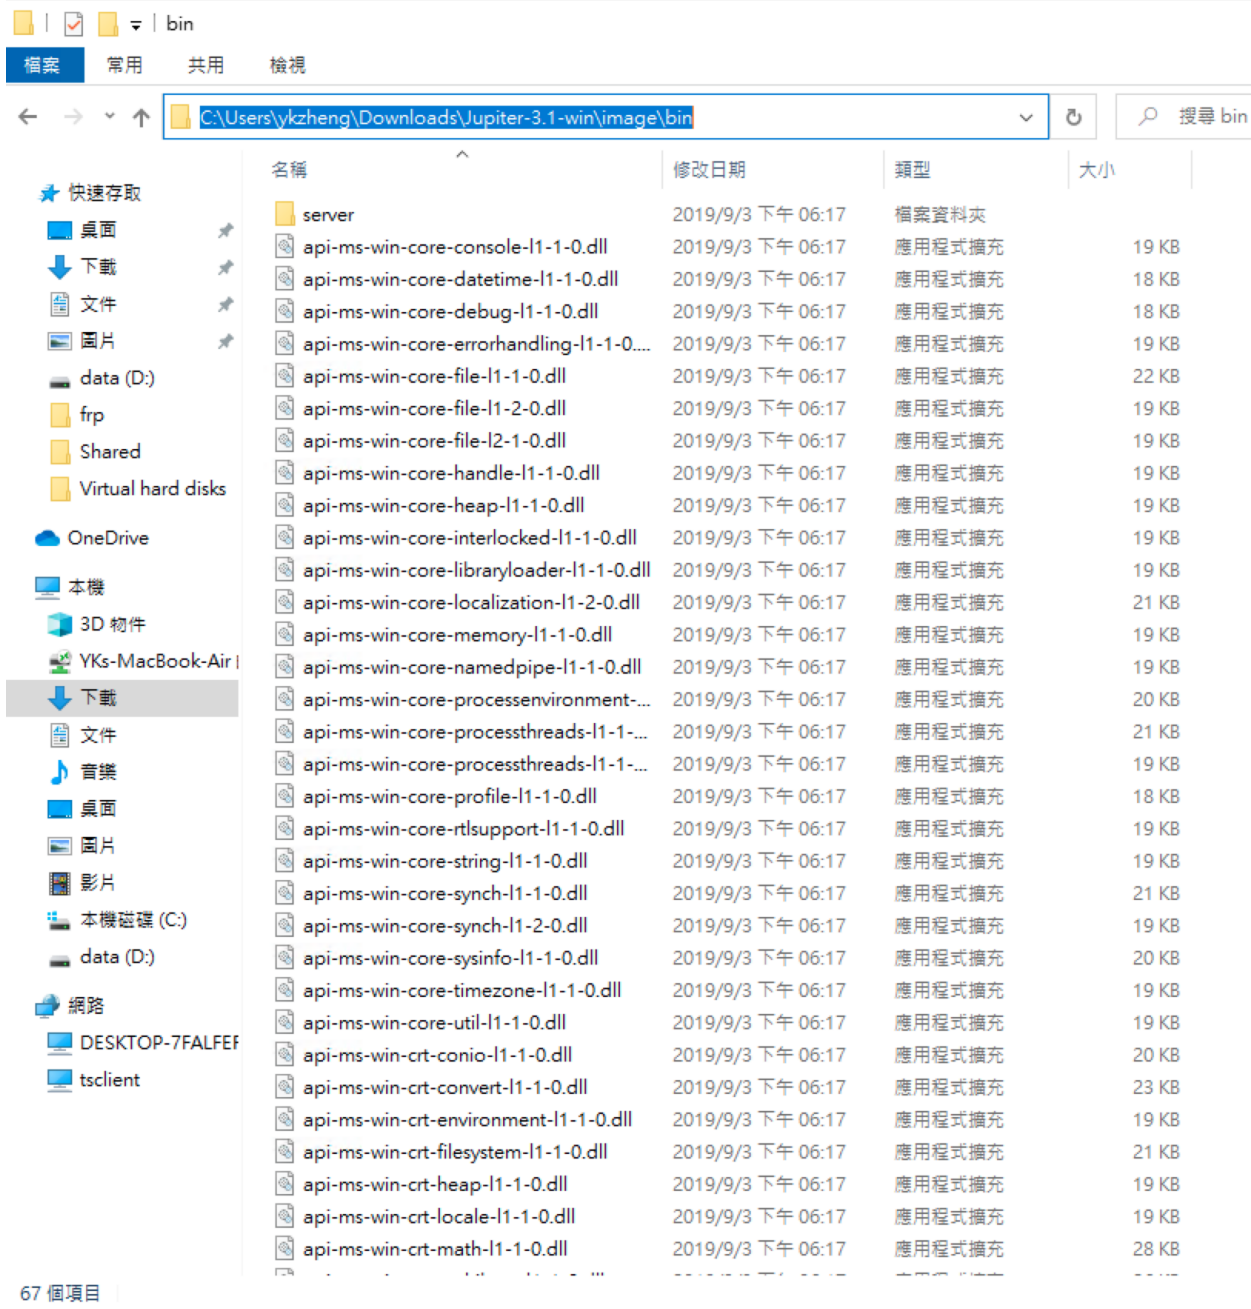 bin
檔案 常用 共用 檢視
C:\Users\ykzheng\Downloads\Jupiter-3.1-win\image\bin 搜尋 bin
名稱 修改日期 類型 大小
快速存取
桌面
下載
文件
圖片
data (D:)
frp
Shared
Virtual hard disks
OneDrive
本機
3D 物件
YKs-MacBook-Air
下載
文件
音樂
桌面
圖片
影片
本機磁碟 (C:)
data (D:)
網路
DESKTOP-7FALFEF
tsclient
server 2019/9/3 下午 06:17 檔案資料夾
api-ms-win-core-console-l1-1-0.dll 2019/9/3 下午 06:17 應用程式擴充 19 KB
api-ms-win-core-datetime-l1-1-0.dll 2019/9/3 下午 06:17 應用程式擴充 18 KB
api-ms-win-core-debug-l1-1-0.dll 2019/9/3 下午 06:17 應用程式擴充 18 KB
api-ms-win-core-errorhandling-l1-1-0.... 2019/9/3 下午 06:17 應用程式擴充 19 KB
api-ms-win-core-file-l1-1-0.dll 2019/9/3 下午 06:17 應用程式擴充 22 KB
api-ms-win-core-file-l1-2-0.dll 2019/9/3 下午 06:17 應用程式擴充 19 KB
api-ms-win-core-file-l2-1-0.dll 2019/9/3 下午 06:17 應用程式擴充 19 KB
api-ms-win-core-handle-l1-1-0.dll 2019/9/3 下午 06:17 應用程式擴充 19 KB
api-ms-win-core-heap-l1-1-0.dll 2019/9/3 下午 06:17 應用程式擴充 19 KB
api-ms-win-core-interlocked-l1-1-0.dll 2019/9/3 下午 06:17 應用程式擴充 19 KB
api-ms-win-core-libraryloader-l1-1-0.dll 2019/9/3 下午 06:17 應用程式擴充 19 KB
api-ms-win-core-localization-l1-2-0.dll 2019/9/3 下午 06:17 應用程式擴充 21 KB
api-ms-win-core-memory-l1-1-0.dll 2019/9/3 下午 06:17 應用程式擴充 19 KB
api-ms-win-core-namedpipe-l1-1-0.dll 2019/9/3 下午 06:17 應用程式擴充 19 KB
api-ms-win-core-processenvironment-... 2019/9/3 下午 06:17 應用程式擴充 20 KB
api-ms-win-core-processthreads-l1-1-... 2019/9/3 下午 06:17 應用程式擴充 21 KB
api-ms-win-core-processthreads-l1-1-... 2019/9/3 下午 06:17 應用程式擴充 19 KB
api-ms-win-core-profile-l1-1-0.dll 2019/9/3 下午 06:17 應用程式擴充 18 KB
api-ms-win-core-rtlsupport-l1-1-0.dll 2019/9/3 下午 06:17 應用程式擴充 19 KB
api-ms-win-core-string-l1-1-0.dll 2019/9/3 下午 06:17 應用程式擴充 19 KB
api-ms-win-core-synch-l1-1-0.dll 2019/9/3 下午 06:17 應用程式擴充 21 KB
api-ms-win-core-synch-l1-2-0.dll 2019/9/3 下午 06:17 應用程式擴充 19 KB
api-ms-win-core-sysinfo-l1-1-0.dll 2019/9/3 下午 06:17 應用程式擴充 20 KB
api-ms-win-core-timezone-l1-1-0.dll 2019/9/3 下午 06:17 應用程式擴充 19 KB
api-ms-win-core-util-l1-1-0.dll 2019/9/3 下午 06:17 應用程式擴充 19 KB
api-ms-win-crt-conio-l1-1-0.dll 2019/9/3 下午 06:17 應用程式擴充 20 KB
api-ms-win-crt-convert-l1-1-0.dll 2019/9/3 下午 06:17 應用程式擴充 23 KB
api-ms-win-crt-environment-l1-1-0.dll 2019/9/3 下午 06:17 應用程式擴充 19 KB
api-ms-win-crt-filesystem-l1-1-0.dll 2019/9/3 下午 06:17 應用程式擴充 21 KB
api-ms-win-crt-heap-l1-1-0.dll 2019/9/3 下午 06:17 應用程式擴充 19 KB
api-ms-win-crt-locale-l1-1-0.dll 2019/9/3 下午 06:17 應用程式擴充 19 KB
api-ms-win-crt-math-l1-1-0.dll 2019/9/3 下午 06:17 應用程式擴充 28 KB
67 個項目